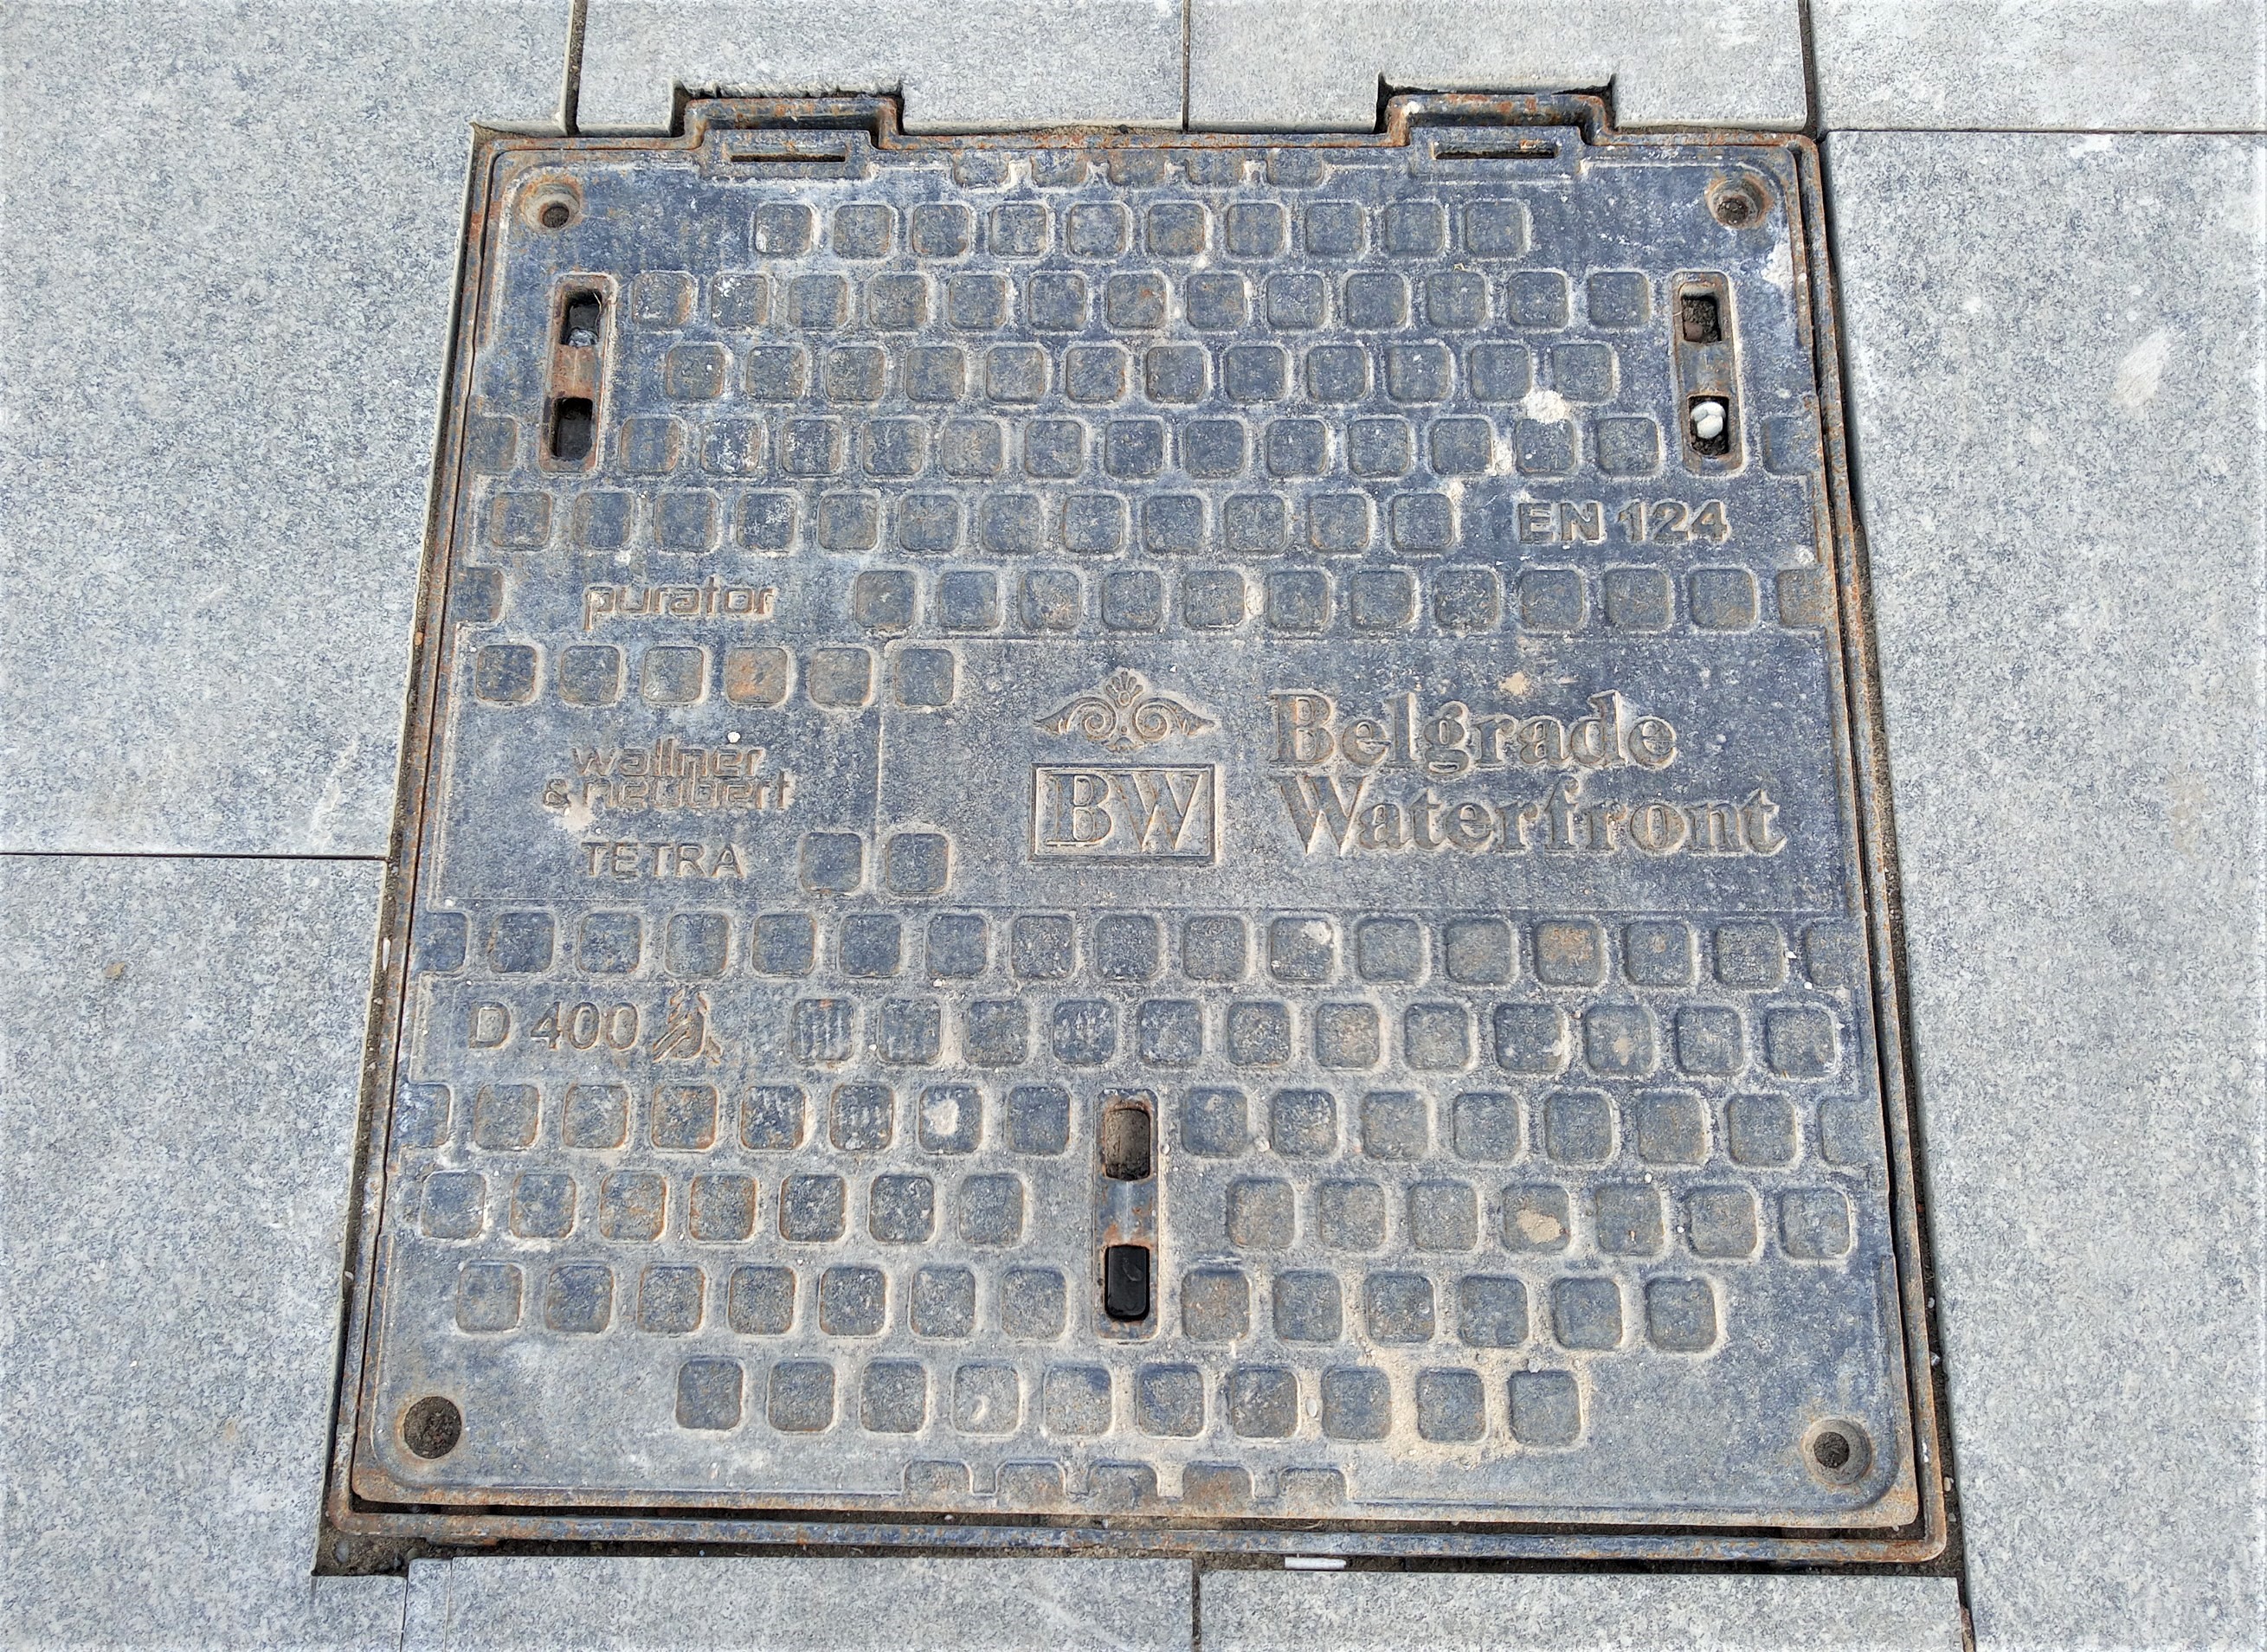 EN 124
purator
wallner
& neubert
TETRA
BW
Belgrade
Waterfront
D 400